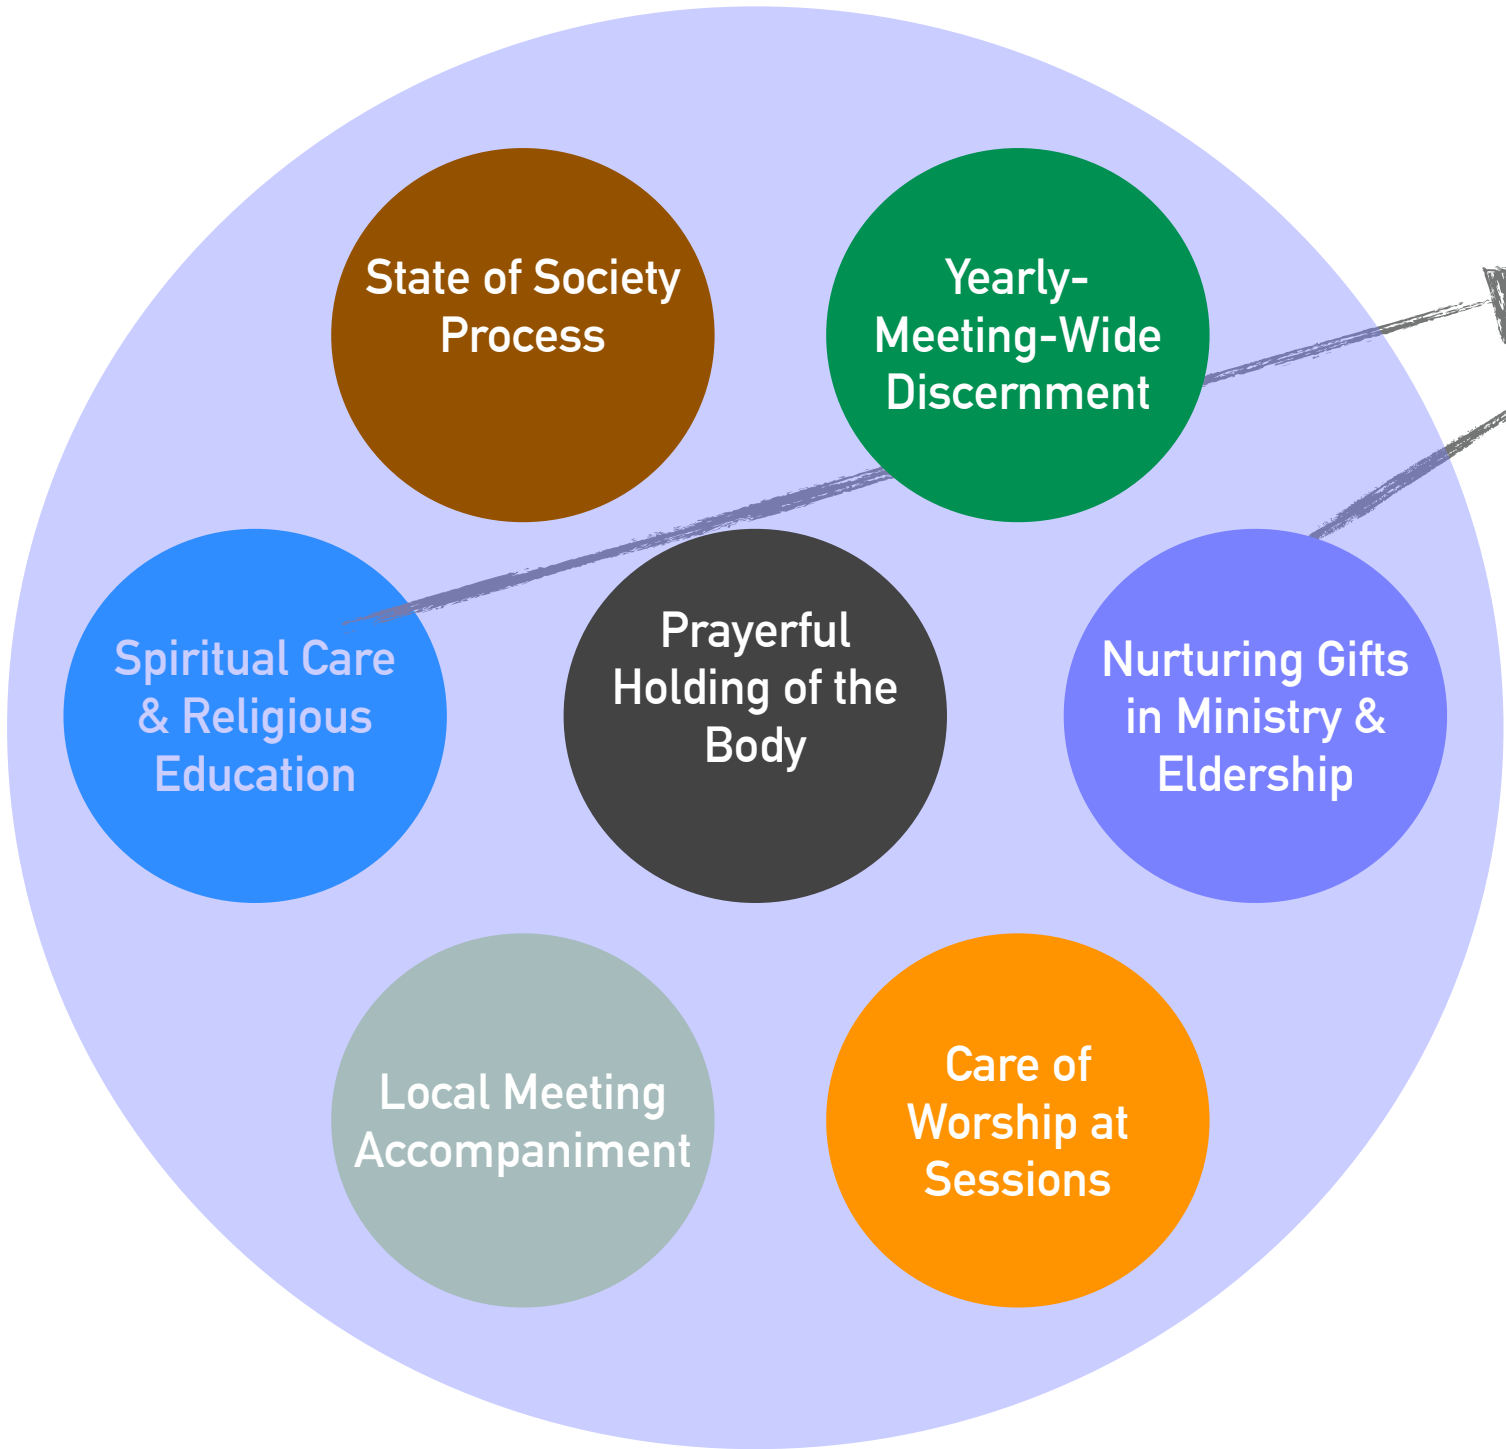 State of Society
Process
Yearly-
Meeting-Wide
Discernment
Spiritual Care
& Religious
Education
Prayerful
Holding of the
Body
Nurturing Gifts
in Ministry &
Eldership
Local Meeting
Accompaniment
Care of
Worship at
Sessions